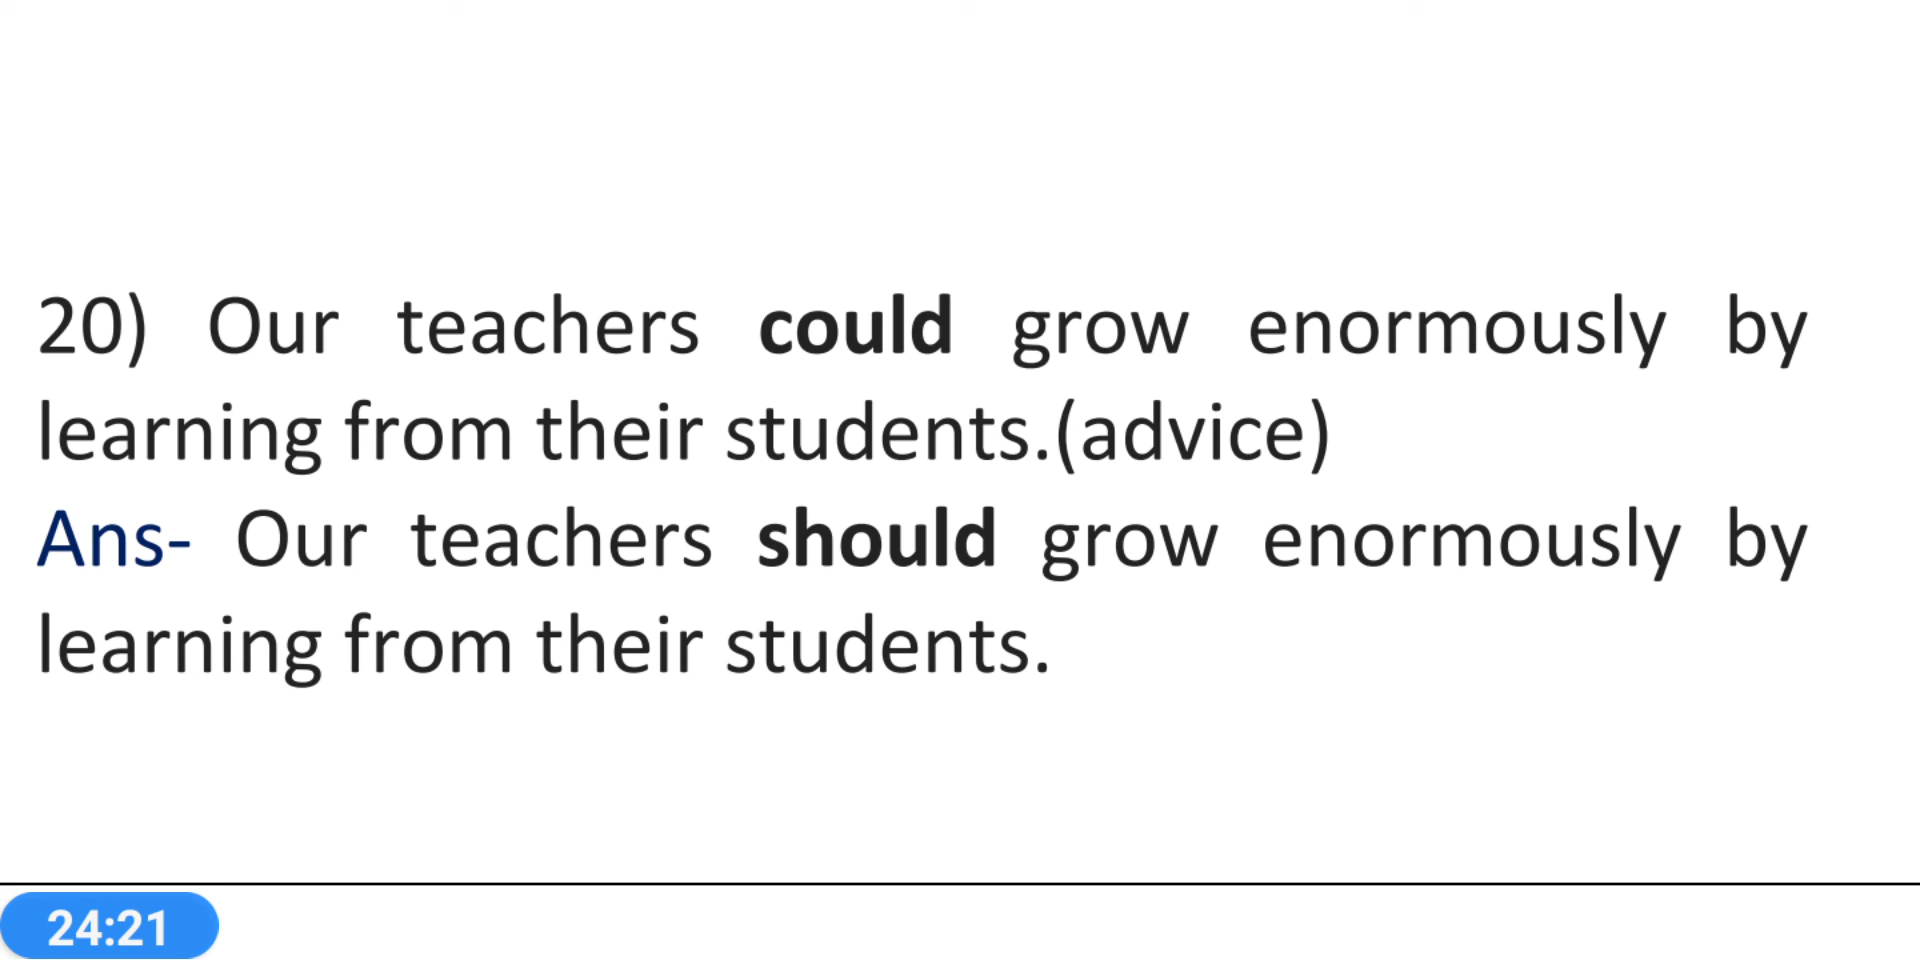 20) Our teachers could grow enormously by
learning from their students.(advice)
Ans- Our teachers should grow enormously by
learning from their students.
24:21